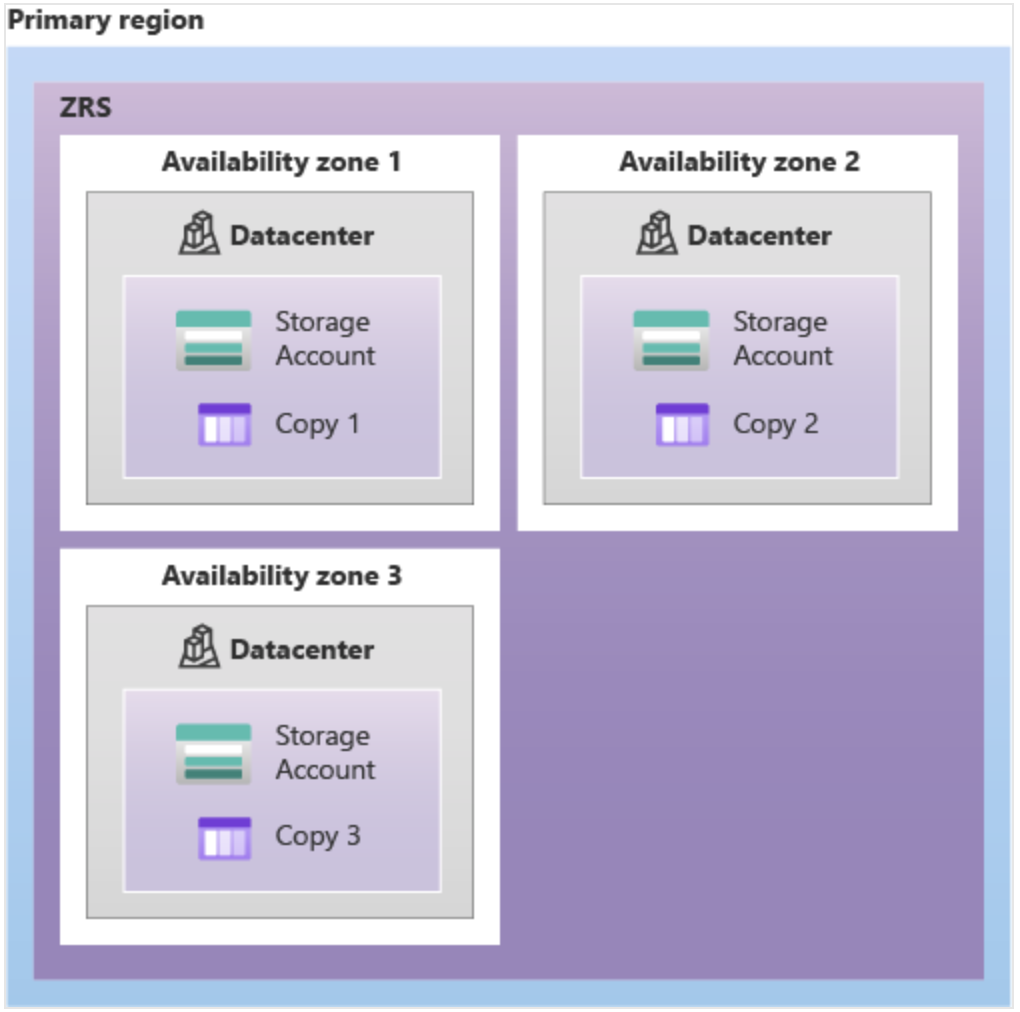 Primary region
ZRS
Availability zone 1
Datacenter
Storage
Account
Copy 1
Availability zone 2
Datacenter
Storage
Account
Copy 2
Availability zone 3
Datacenter
Storage
Account
Copy 3